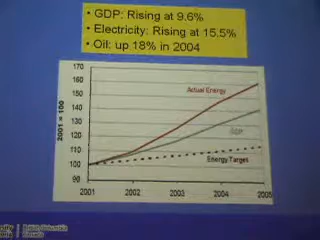 • GDP: Rising at 9.6%
• Electricity: Rising at 15.5%
• Oil: up 18% in 2004
170
160
150
140
130
120
110
100
90
2001 = 100
Actual Energy
GDP
Energy Target
2001
2002
2003
2004
2005